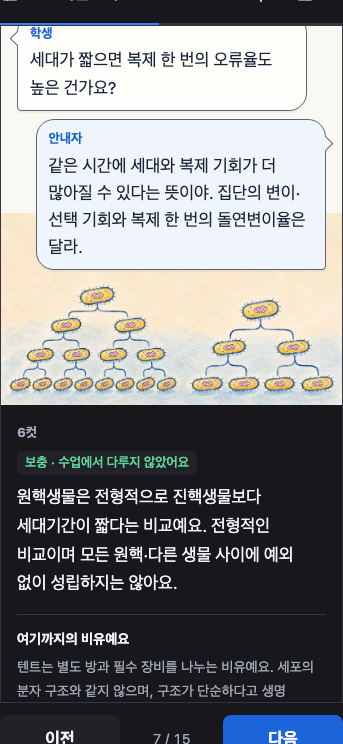 학생
세대가 짧으면 복제 한 번의 오류율도
높은 건가요?
안내자
같은 시간에 세대와 복제 기회가 더
많아질 수 있다는 뜻이야. 집단의 변이·
선택 기회와 복제 한 번의 돌연변이율은
달라.
6컷
보충 · 수업에서 다루지 않았어요
원핵생물은 전형적으로 진핵생물보다
세대기간이 짧다는 비교예요. 전형적인
비교이며 모든 원핵·다른 생물 사이에 예외
없이 성립하지는 않아요.
여기까지의 비유예요
텐트는 별도 방과 필수 장비를 나누는 비유예요. 세포의
분자 구조와 같지 않으며, 구조가 단순하다고 생명
이전
7 / 15
다음